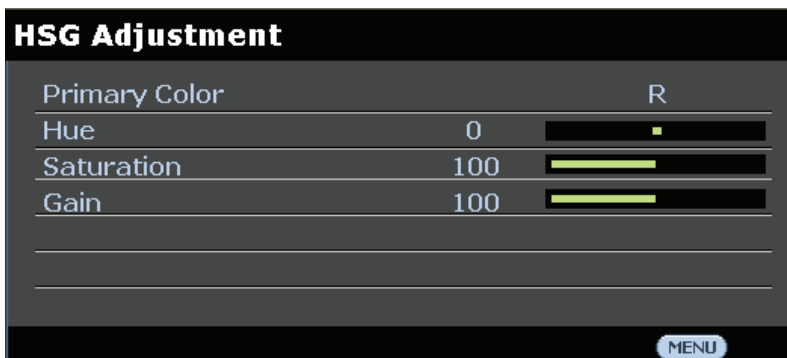 HSG Adjustment
Primary Color R
Hue 0
Saturation 100
Gain 100
MENU